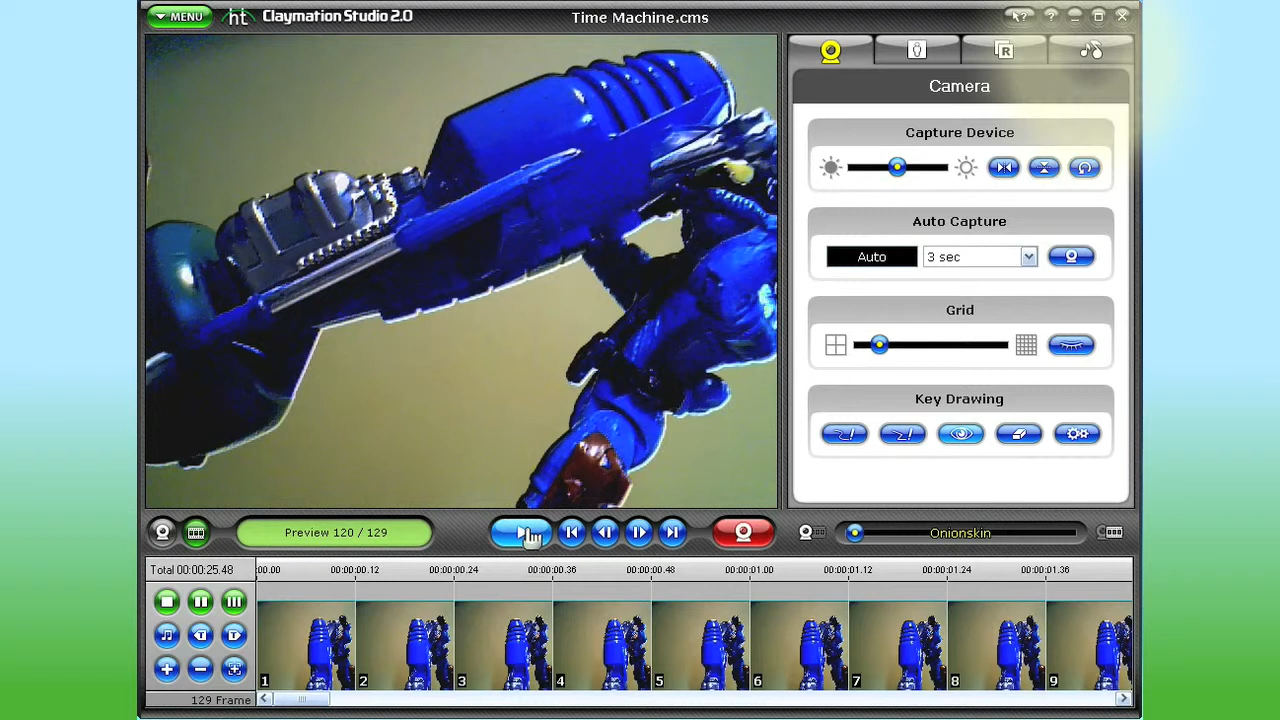 MENU
ht Claymation Studio 2.0
Time Machine.cms
Camera
Capture Device
Auto Capture
Auto
3 sec
Grid
Key Drawing
Preview 120 / 129
Onionskin
Total 00:00:25.48
:00.00
00:00:00.12
00:00:00.24
00:00:00.36
00:00:00.48
00:00:01.00
00:00:01.12
00:00:01.24
00:00:01.36
1
2
3
4
5
6
7
8
9
129 Frame